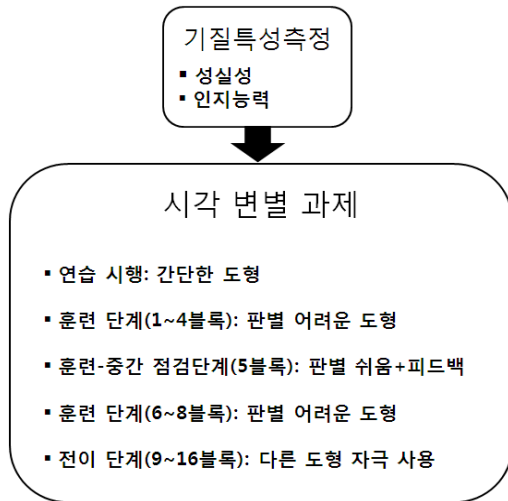 기질특성측정
▪ 성실성
▪ 인지능력
시각 변별 과제
▪ 연습 시행: 간단한 도형
▪ 훈련 단계(1~4블록): 판별 어려운 도형
▪ 훈련-중간 점검단계(5블록): 판별 쉬움+피드백
▪ 훈련 단계(6~8블록): 판별 어려운 도형
▪ 전이 단계(9~16블록): 다른 도형 자극 사용